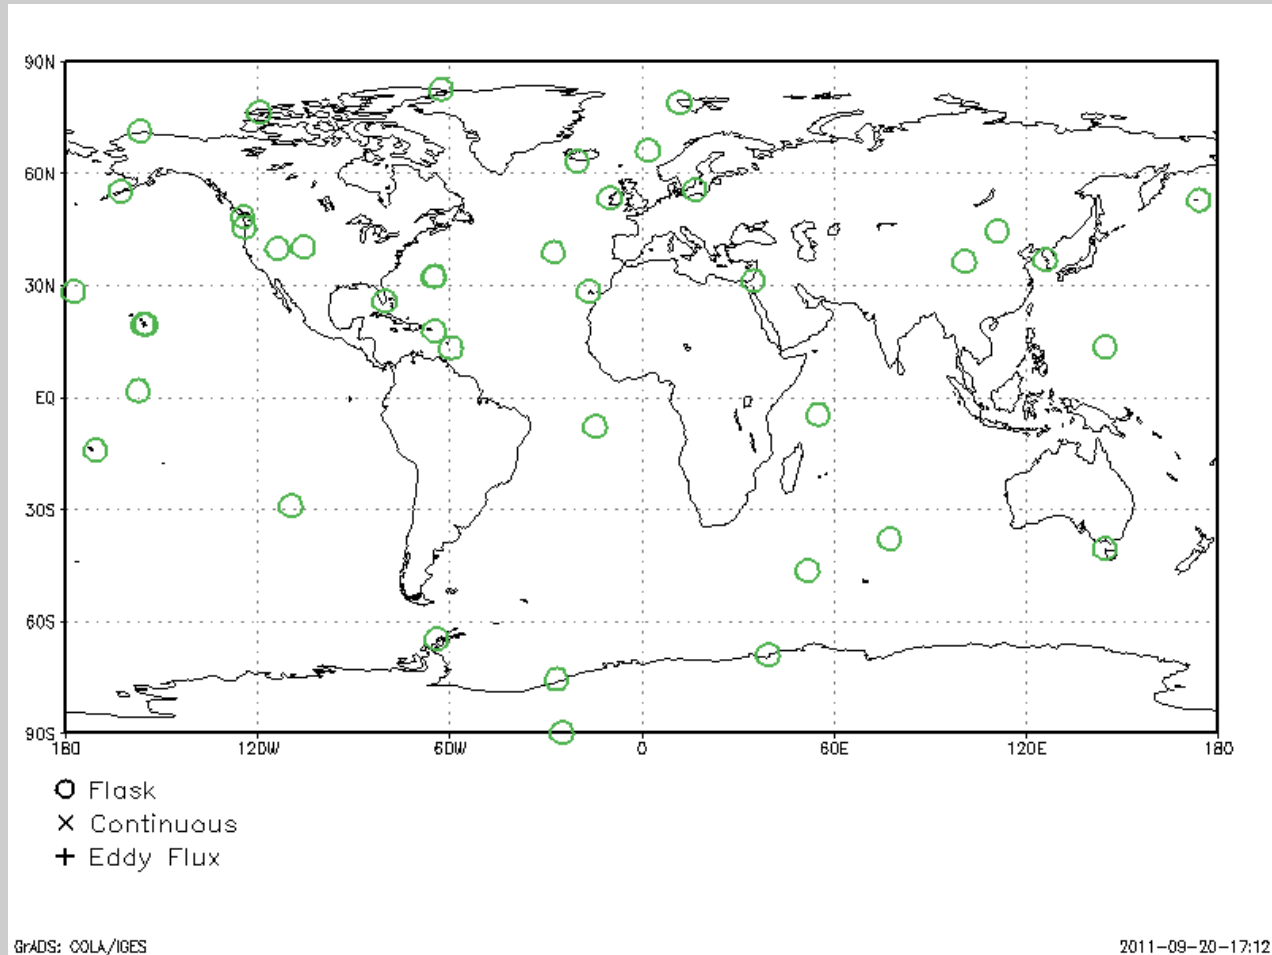 90N
60N
30N
EQ
30S
60S
90S
180 120W 60W 0 60E 120E 180
Flask
Continuous
Eddy Flux
GrADS: COLA/IGES 2011-09-20-17:12